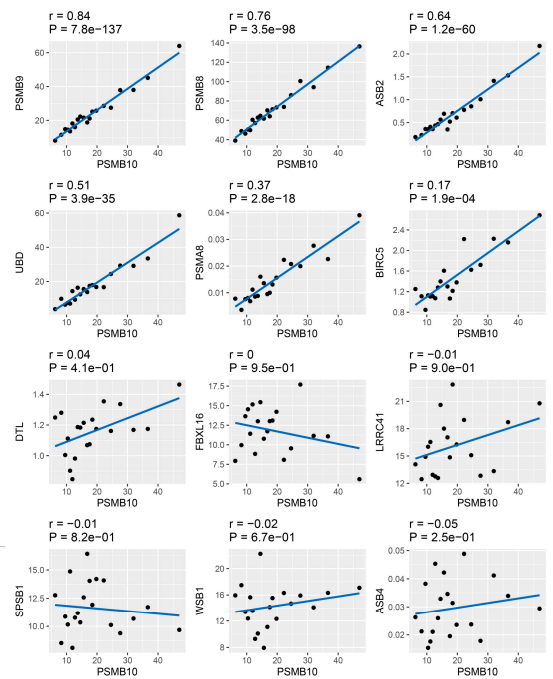 r = 0.84
P = 7.8e−137
PSMB9
60
40
20
10 20 30 40
PSMB10
r = 0.76
P = 3.5e−98
PSMB8
140
120
100
80
60
40
10 20 30 40
PSMB10
r = 0.64
P = 1.2e−60
ASB2
2.0
1.5
1.0
0.5
10 20 30 40
PSMB10
r = 0.51
P = 3.9e−35
UBD
60
40
20
10 20 30 40
PSMB10
r = 0.37
P = 2.8e−18
PSMA8
0.04
0.03
0.02
0.01
10 20 30 40
PSMB10
r = 0.17
P = 1.9e−04
BIRC5
2.4
2.0
1.6
1.2
0.8
10 20 30 40
PSMB10
r = 0.04
P = 4.1e−01
DTL
1.4
1.2
1.0
10 20 30 40
PSMB10
r = 0
P = 9.5e−01
FBXL16
17.5
15.0
12.5
10.0
7.5
5.0
10 20 30 40
PSMB10
r = −0.01
P = 9.0e−01
LRRC41
21
18
15
12
10 20 30 40
PSMB10
r = −0.01
P = 8.2e−01
SPSB1
15.0
12.5
10.0
10 20 30 40
PSMB10
r = −0.02
P = 6.7e−01
WSB1
20
16
12
8
10 20 30 40
PSMB10
r = −0.05
P = 2.5e−01
ASB4
0.05
0.04
0.03
0.02
10 20 30 40
PSMB10